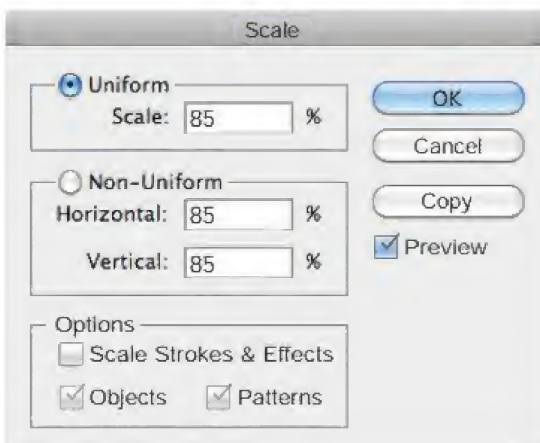 Scale
Uniform
Scale: 85 %
Non-Uniform
Horizontal: 85 %
Vertical: 85 %
Options
Scale Strokes & Effects
Objects Patterns
OK
Cancel
Copy
Preview